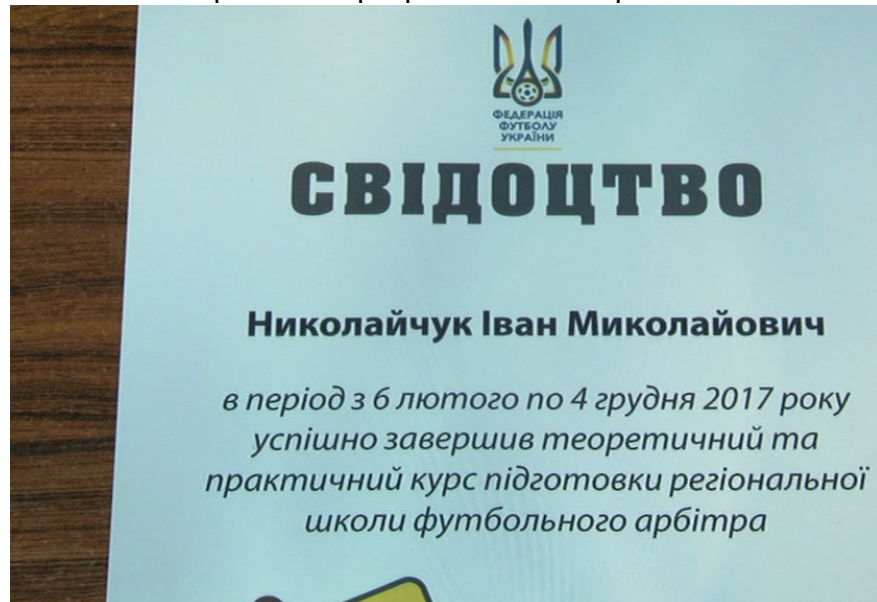 ФЕДЕРАЦІЯ
ФУТБОЛУ
УКРАЇНИ
СВІДОЦТВО
Николайчук Іван Миколайович
в період з 6 лютого по 4 грудня 2017 року
успішно завершив теоретичний та
практичний курс підготовки регіональної
школи футбольного арбітра